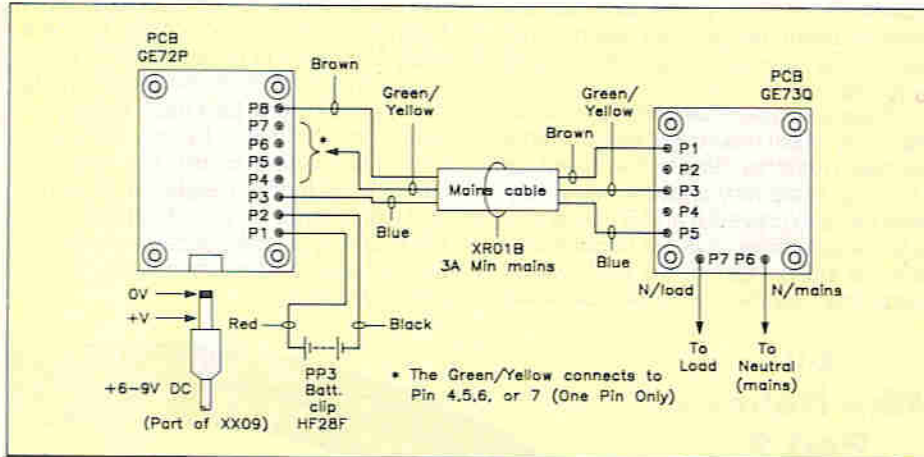 PCB
GE72P
Brown
Green/
Yellow
P8
P7
P6
P5
P4
P3
P2
P1
*
Blue
Mains cable
XR01B
3A Min mains
Green/
Yellow
Brown
Blue
PCB
GE73Q
P1
P2
P3
P4
P5
P7 P6
N/load
N/mains
To
Load
To
Neutral
(mains)
0V
+V
+6-9V DC
(Part of XX09)
Red
Black
PP3
Batt.
clip
HF28F
* The Green/Yellow connects to
Pin 4,5,6, or 7 (One Pin Only)